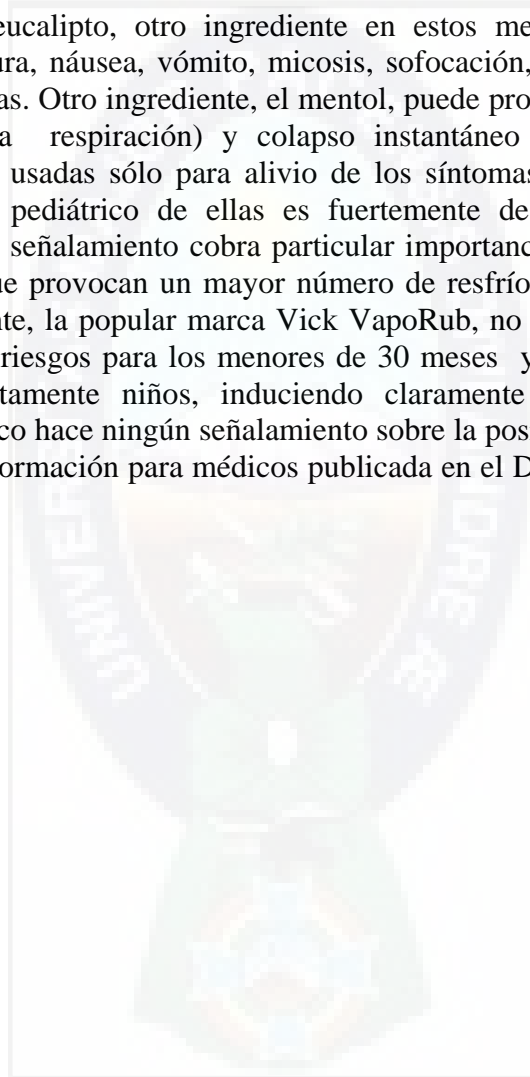 eucalipto, otro ingrediente en estos me
ura, náusea, vómito, micosis, sofocación,
as. Otro ingrediente, el mentol, puede pro
a respiración) y colapso instantáneo
usadas sólo para alivio de los síntomas
pediátrico de ellas es fuertemente de
señalamiento cobra particular importanc
ue provocan un mayor número de resfrío
nte, la popular marca Vick VapoRub, no
riesgos para los menores de 30 meses y
tamente niños, induciendo claramente
co hace ningún señalamiento sobre la pos
ormación para médicos publicada en el D
UNIVERS